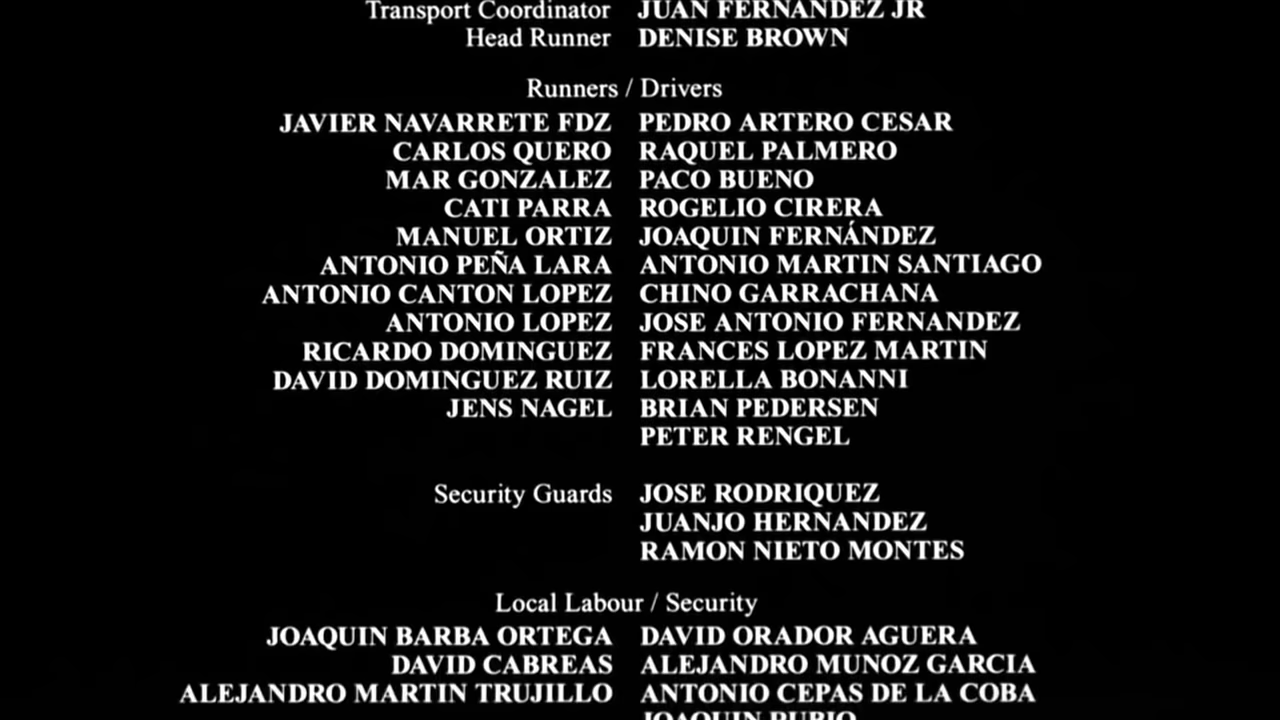 Transport Coordinator JUAN FERNANDEZ JR
Head Runner DENISE BROWN
Runners / Drivers
JAVIER NAVARRETE FDZ PEDRO ARTERO CESAR
CARLOS QUERO RAQUEL PALMERO
MAR GONZALEZ PACO BUENO
CATI PARRA ROGELIO CIRERA
MANUEL ORTIZ JOAQUIN FERNÁNDEZ
ANTONIO PEÑA LARA ANTONIO MARTIN SANTIAGO
ANTONIO CANTON LOPEZ CHINO GARRACHANA
ANTONIO LOPEZ JOSE ANTONIO FERNANDEZ
RICARDO DOMINGUEZ FRANCES LOPEZ MARTIN
DAVID DOMINGUEZ RUIZ LORELLA BONANNI
JENS NAGEL BRIAN PEDERSEN
PETER RENGEL
Security Guards JOSE RODRIQUEZ
JUANJO HERNANDEZ
RAMON NIETO MONTES
Local Labour / Security
JOAQUIN BARBA ORTEGA DAVID ORADOR AGUERA
DAVID CABREAS ALEJANDRO MUNOZ GARCIA
ALEJANDRO MARTIN TRUJILLO ANTONIO CEPAS DE LA COBA
JOAQUIN RUBIO